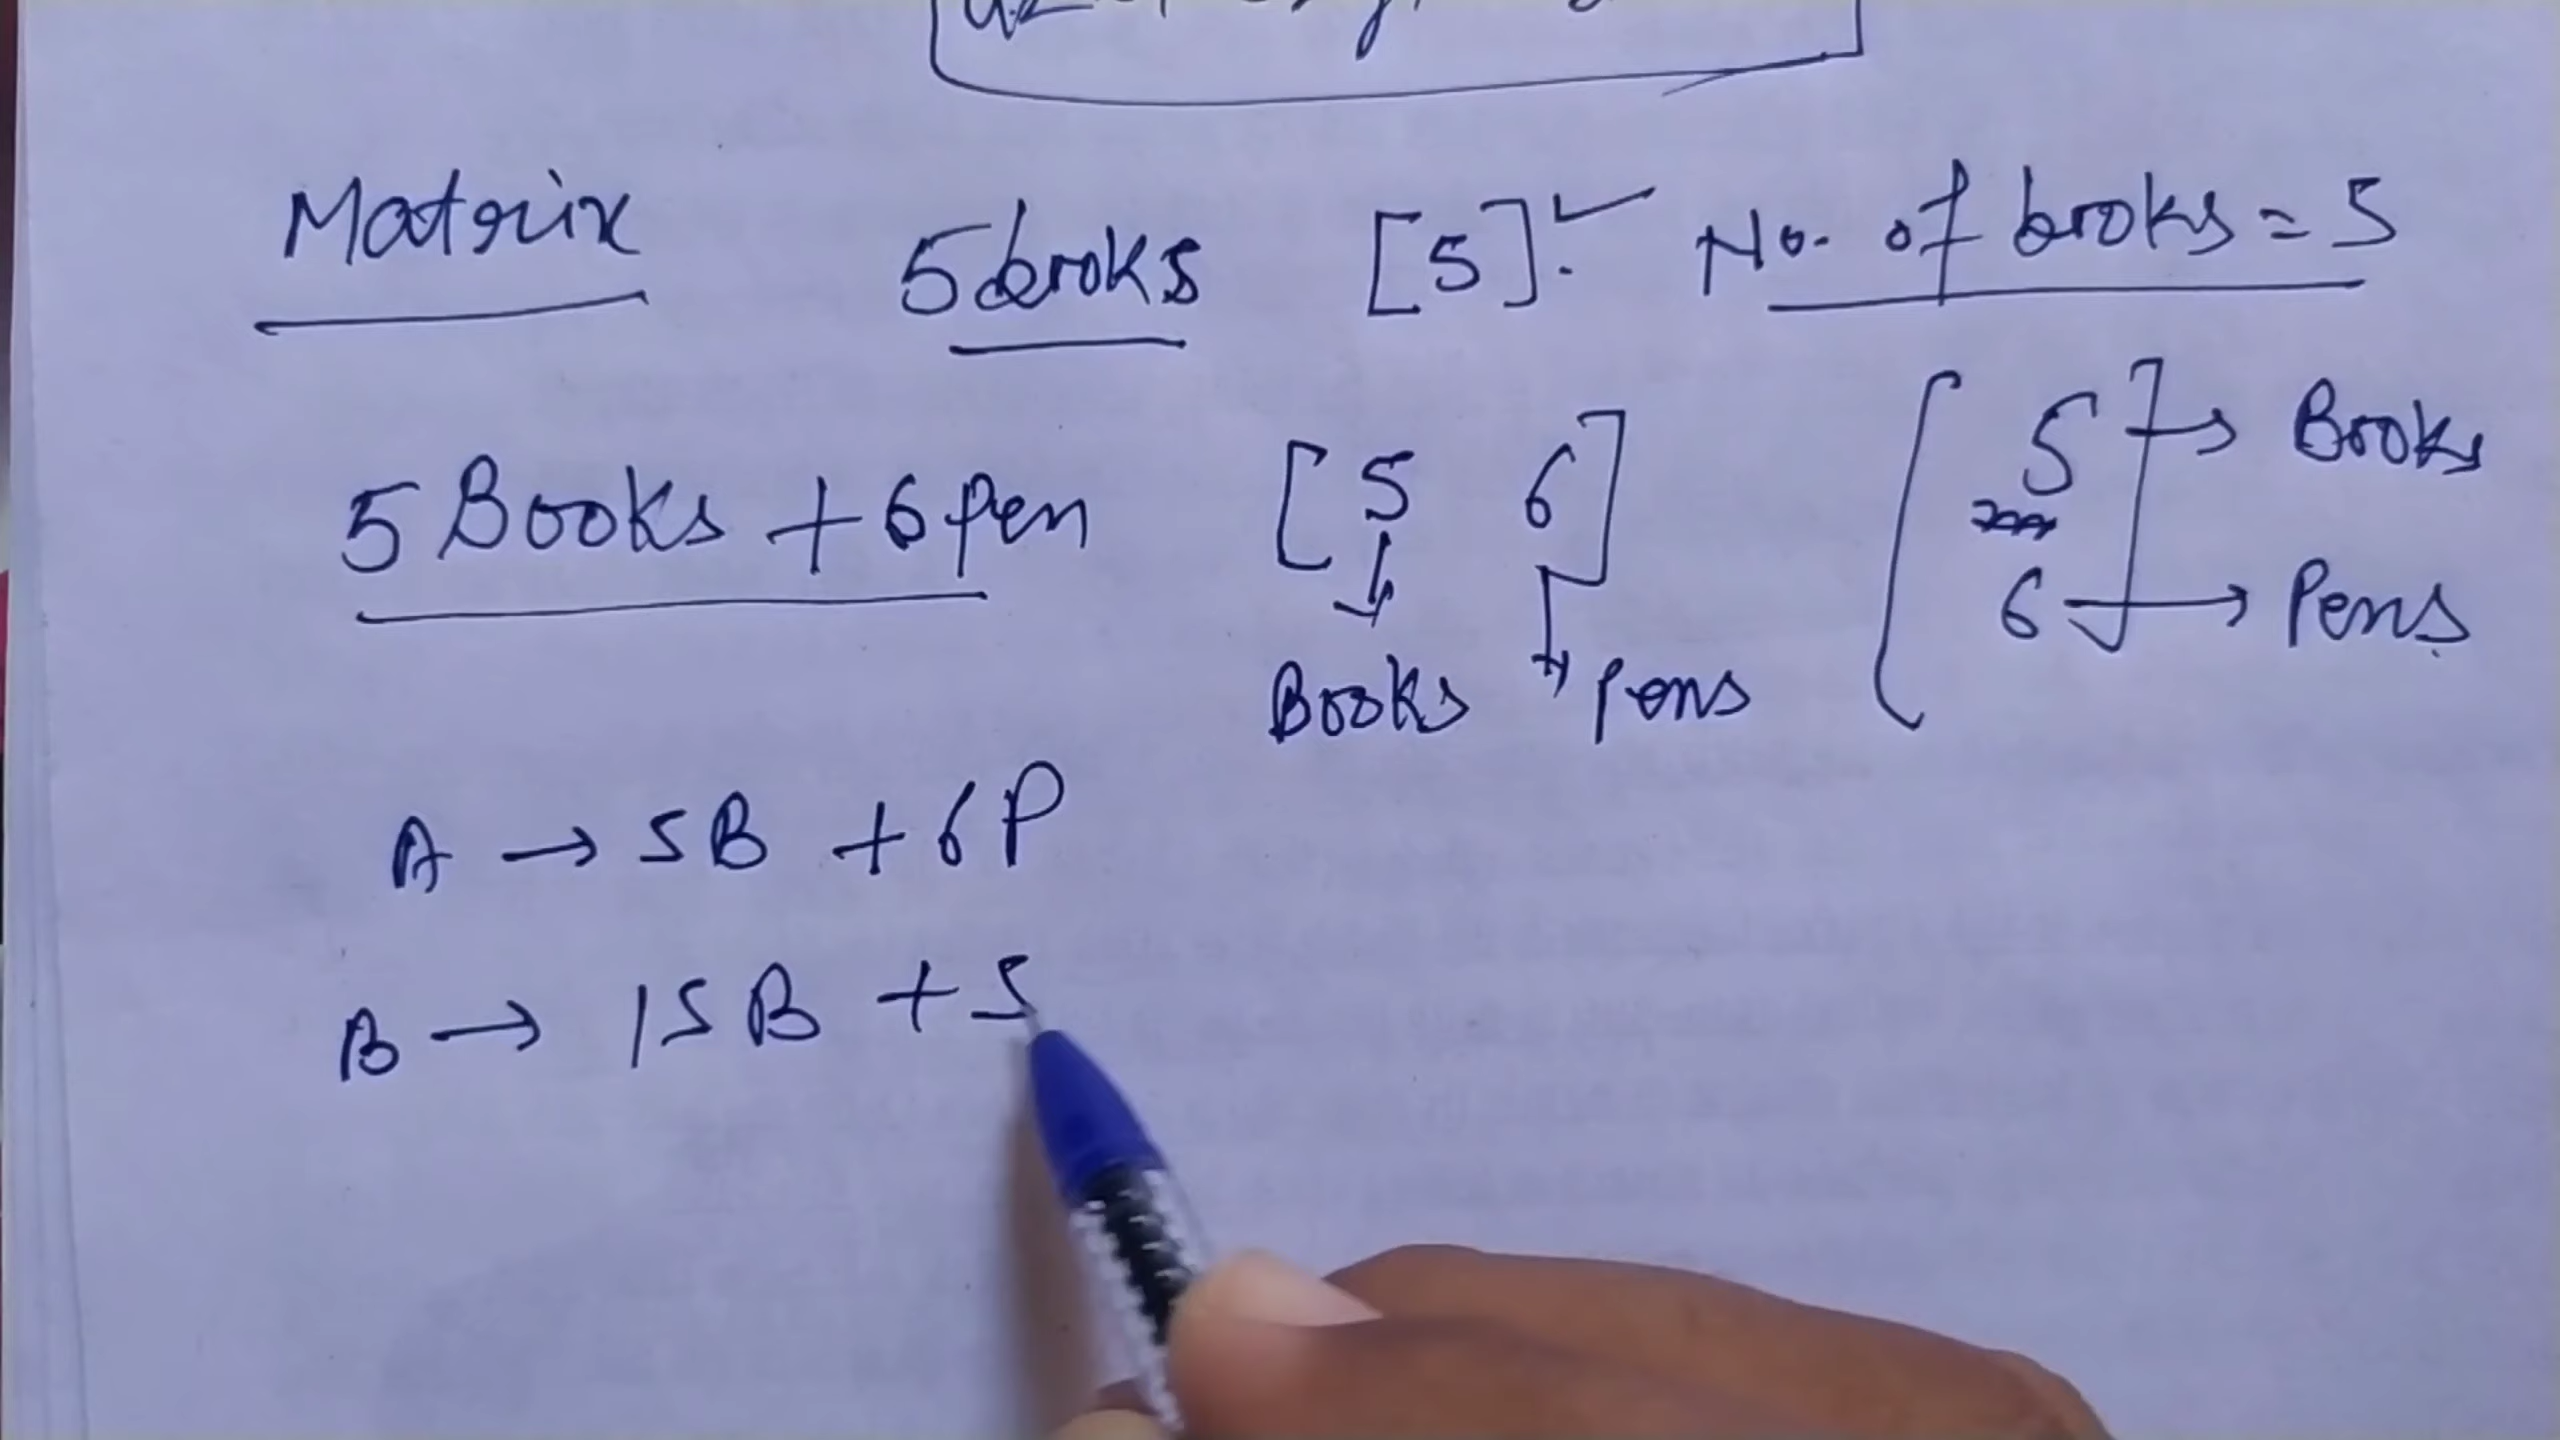 Matrix 5 books [5]. ✓ No. of books = 5
5 Books + 6 pen [5 6] [5 → Books
6] → Pens
Books Pens
A → 5B + 6P
B → 15B + 5